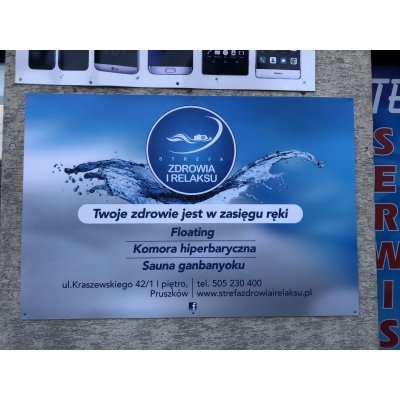 STREFA
ZDROWIA
I RELAKSU
Twoje zdrowie jest w zasięgu ręki
Floating
Komora hiperbaryczna
Sauna ganbanyoku
ul.Kraszewskiego 42/1 I piętro,
Pruszków
tel. 505 230 400
www.strefazdrowiairelaksu.pl
f
TE
SERWIS